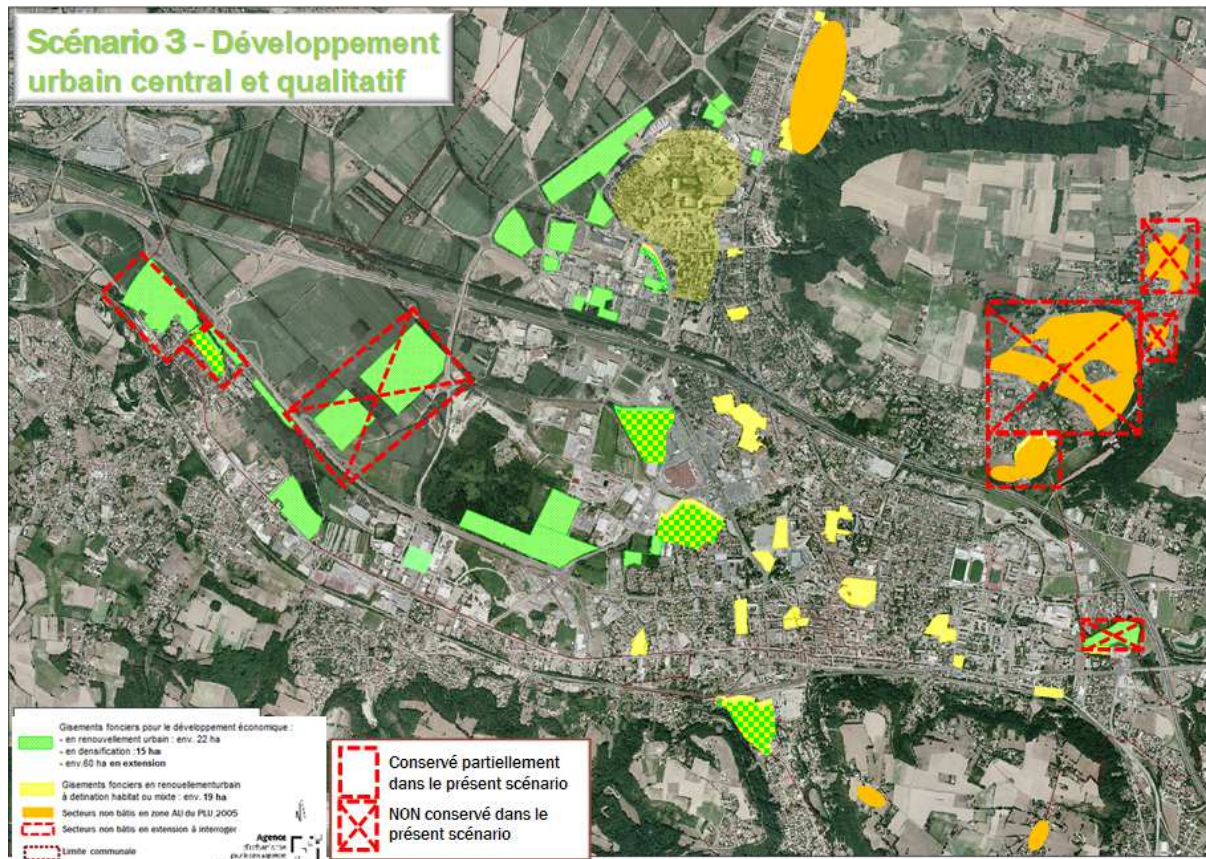 Scénario 3 - Développement
urbain central et qualitatif
Gisements fonciers pour le développement économique :
- en renouvellement urbain : env. 22 ha
- en densification :15 ha
- env.60 ha en extension
Gisements fonciers en renouellementurbain
à detination habitat ou mixte : env. 19 ha
Secteurs non bâtis en zone AU du PLU 2005
Secteurs non bâtis en extension à interroger
Limite communale
Agence
d'urbanisme
Conservé partiellement
dans le présent scénario
NON conservé dans le
présent scénario